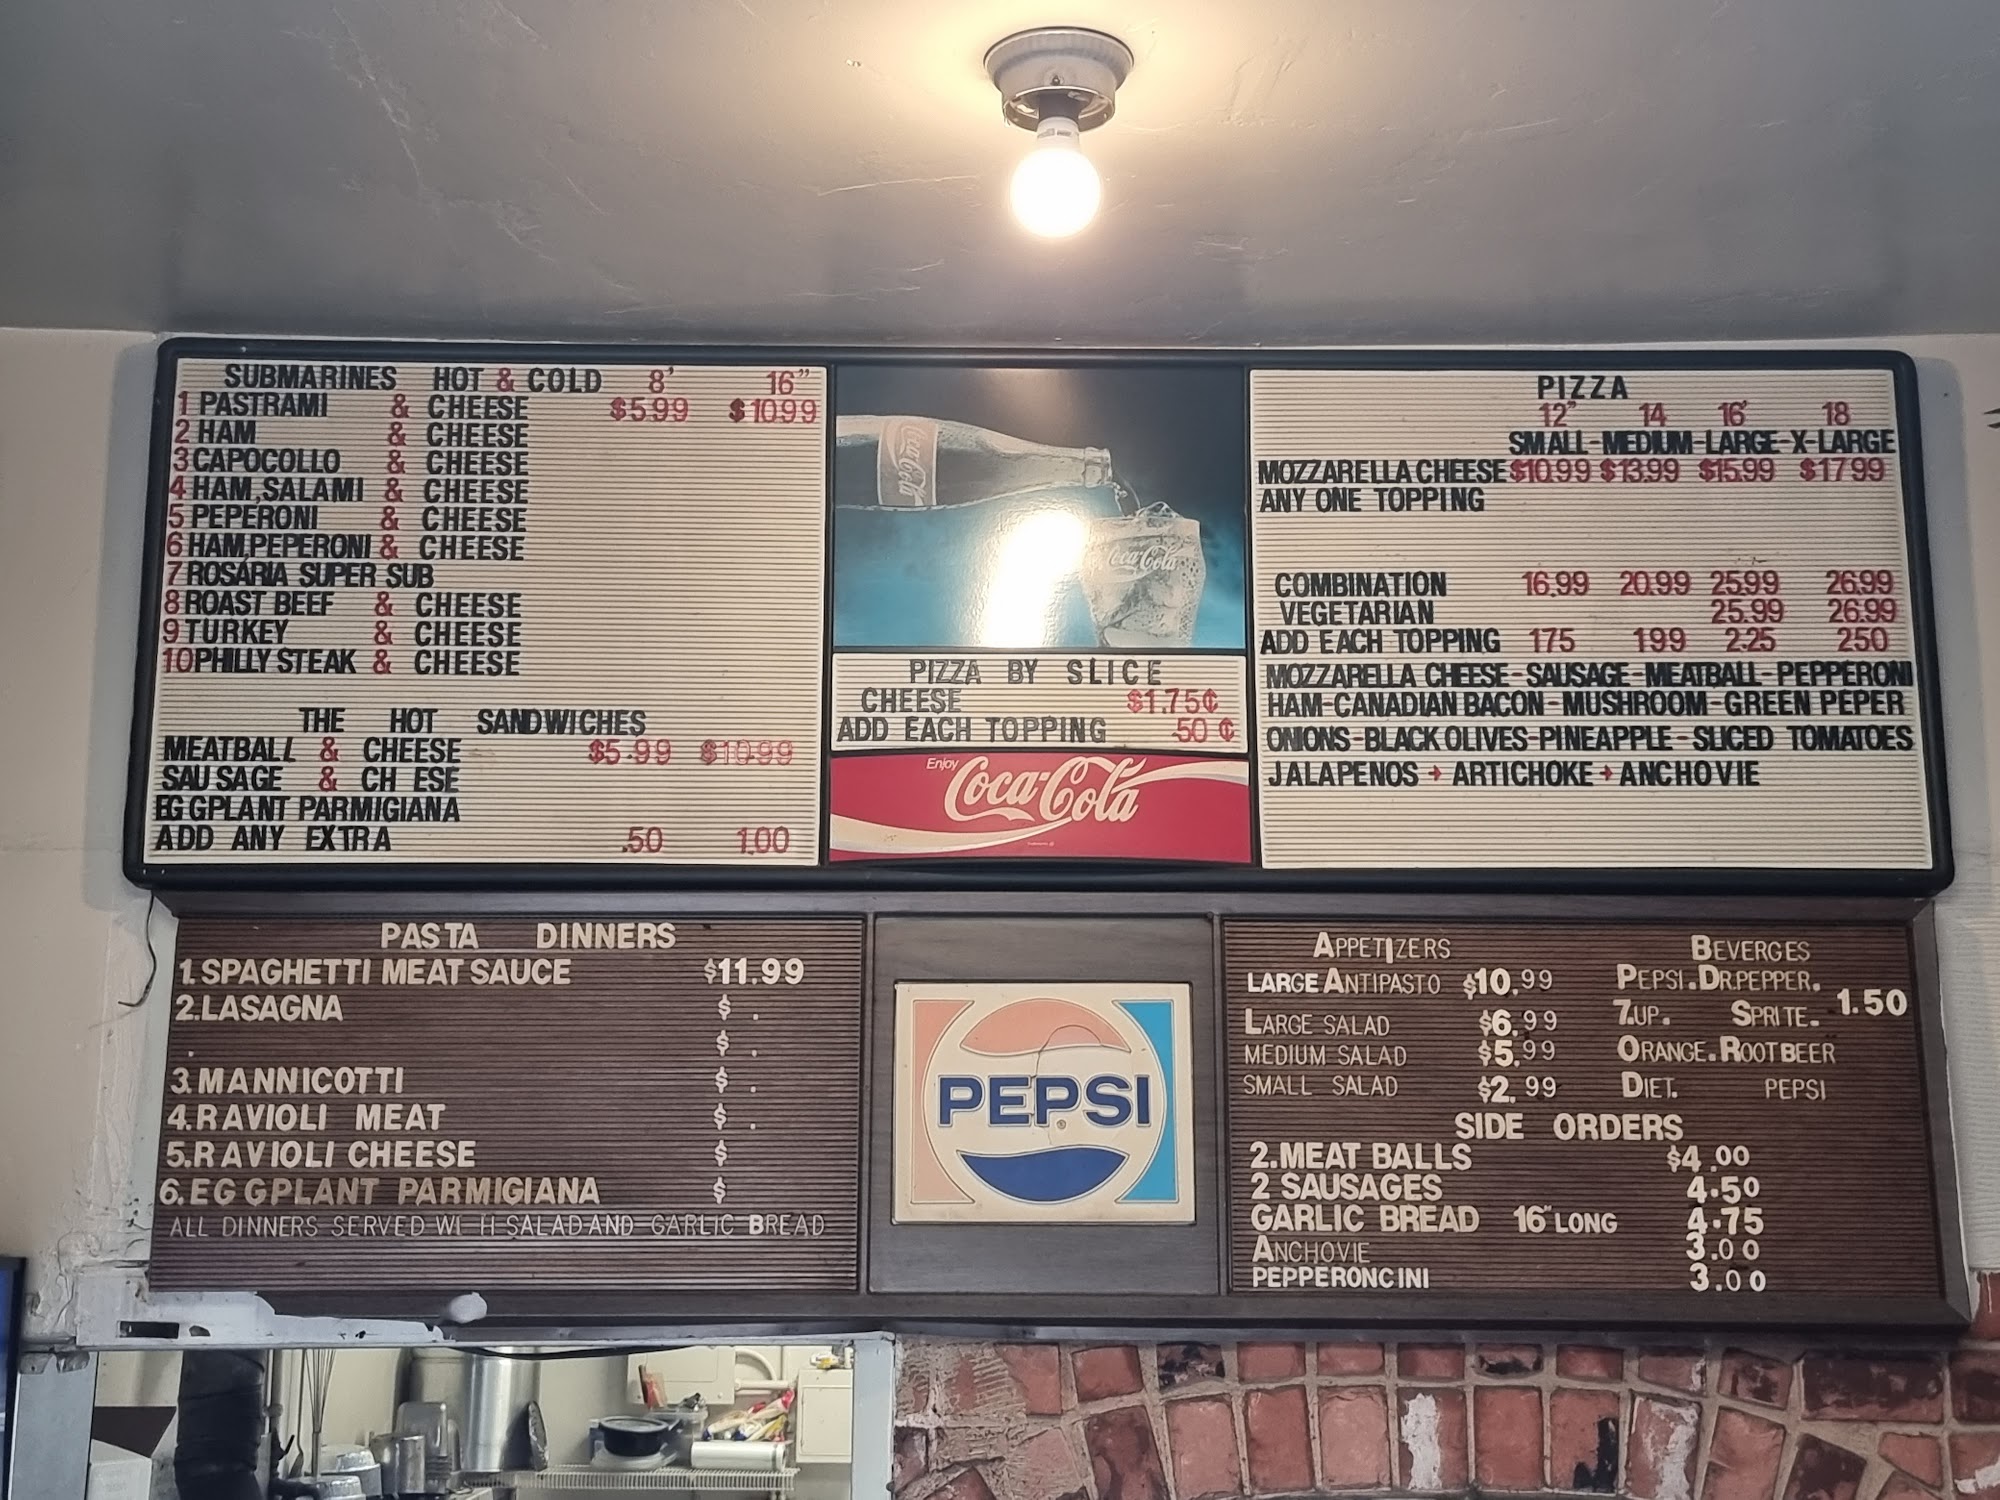 SUBMARINES HOT & COLD 8' 16"
1 PASTRAMI & CHEESE $5.99 $10.99
2 HAM & CHEESE
3 CAPOCOLLO & CHEESE
4 HAM,SALAMI & CHEESE
5 PEPERONI & CHEESE
6 HAM,PEPERONI & CHEESE
7 ROSARIA SUPER SUB
8 ROAST BEEF & CHEESE
9 TURKEY & CHEESE
10 PHILLY STEAK & CHEESE
THE HOT SANDWICHES
MEATBALL & CHEESE $5.99 $10.99
SAUSAGE & CH ESE
EGGPLANT PARMIGIANA
ADD ANY EXTRA .50 1.00
Coca-Cola
Coca-Cola
PIZZA BY SLICE
CHEESE $1.75¢
ADD EACH TOPPING .50 ¢
Enjoy
Coca-Cola
PIZZA
12" 14 16' 18
SMALL-MEDIUM-LARGE-X-LARGE
MOZZARELLA CHEESE $10.99 $13.99 $15.99 $17.99
ANY ONE TOPPING
COMBINATION 16.99 20.99 25.99 26.99
VEGETARIAN 25.99 26.99
ADD EACH TOPPING 175 199 2.25 250
MOZZARELLA CHEESE-SAUSAGE-MEATBALL-PEPPERONI
HAM-CANADIAN BACON-MUSHROOM-GREEN PEPER
ONIONS-BLACK OLIVES-PINEAPPLE-SLICED TOMATOES
JALAPENOS + ARTICHOKE + ANCHOVIE
PASTA DINNERS
1.SPAGHETTI MEAT SAUCE $11.99
2.LASAGNA $ .
. $ .
3.MANNICOTTI $ .
4.RAVIOLI MEAT $ .
5.RAVIOLI CHEESE $
6.EGGPLANT PARMIGIANA $
ALL DINNERS SERVED WI H SALAD AND GARLIC BREAD
PEPSI
APPETIZERS
LARGE ANTIPASTO $10.99
LARGE SALAD $6.99
MEDIUM SALAD $5.99
SMALL SALAD $2.99
BEVERGES
PEPSI.DR.PEPPER.
7.UP. SPRITE. 1.50
ORANGE.ROOTBEER
DIET. PEPSI
SIDE ORDERS
2.MEAT BALLS $4.00
2 SAUSAGES 4.50
GARLIC BREAD 16" LONG 4.75
ANCHOVIE 3.00
PEPPERONCINI 3.00